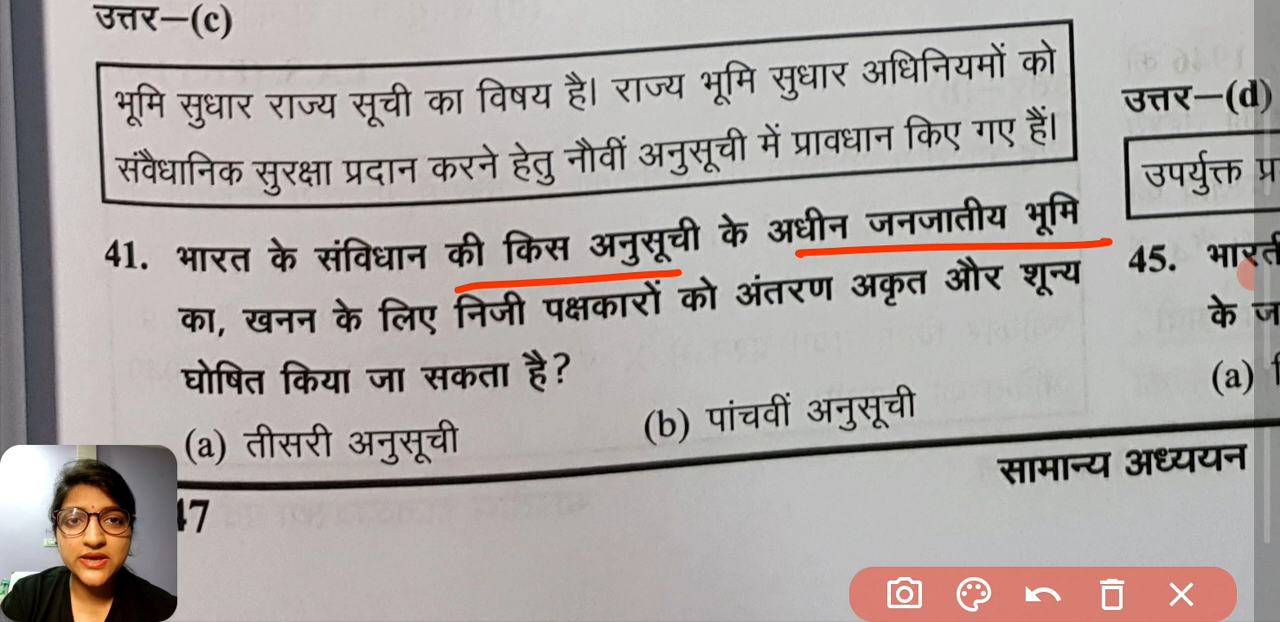 उत्तर–(c)
भूमि सुधार राज्य सूची का विषय है। राज्य भूमि सुधार अधिनियमों को
संवैधानिक सुरक्षा प्रदान करने हेतु नौवीं अनुसूची में प्रावधान किए गए हैं।
41. भारत के संविधान की किस अनुसूची के अधीन जनजातीय भूमि
का, खनन के लिए निजी पक्षकारों को अंतरण अकृत और शून्य
घोषित किया जा सकता है?
(a) तीसरी अनुसूची (b) पांचवीं अनुसूची
सामान्य अध्ययन
47
उत्तर–(d)
उपर्युक्त
45.
के
(a)